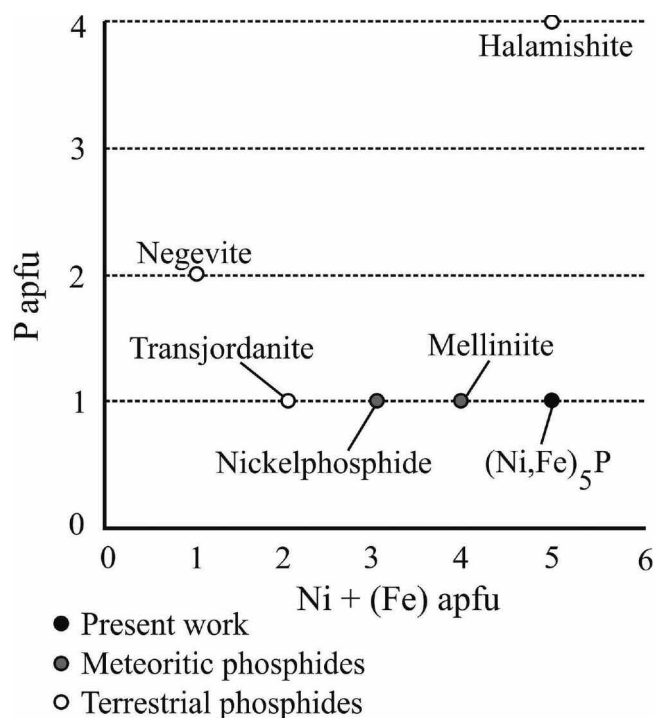 4
Halamishite
3
Negevite
2
Transjordanite
Melliniite
1
Nickelphosphide
(Ni,Fe)5P
0
0 1 2 3 4 5 6
P apfu
Ni + (Fe) apfu
Present work
Meteoritic phosphides
Terrestrial phosphides